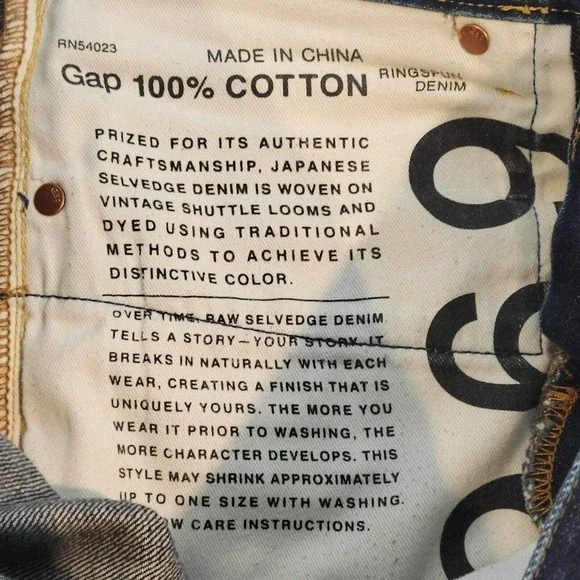 RN54023
MADE IN CHINA
Gap 100% COTTON
RINGSPUN
DENIM
PRIZED FOR ITS AUTHENTIC
CRAFTSMANSHIP, JAPANESE
SELVEDGE DENIM IS WOVEN ON
VINTAGE SHUTTLE LOOMS AND
DYED USING TRADITIONAL
METHODS TO ACHIEVE ITS
DISTINCTIVE COLOR.
OVER TIME, RAW SELVEDGE DENIM
TELLS A STORY—YOUR STORY. IT
BREAKS IN NATURALLY WITH EACH
WEAR, CREATING A FINISH THAT IS
UNIQUELY YOURS. THE MORE YOU
WEAR IT PRIOR TO WASHING, THE
MORE CHARACTER DEVELOPS. THIS
STYLE MAY SHRINK APPROXIMATELY
UP TO ONE SIZE WITH WASHING.
CARE INSTRUCTIONS.
969